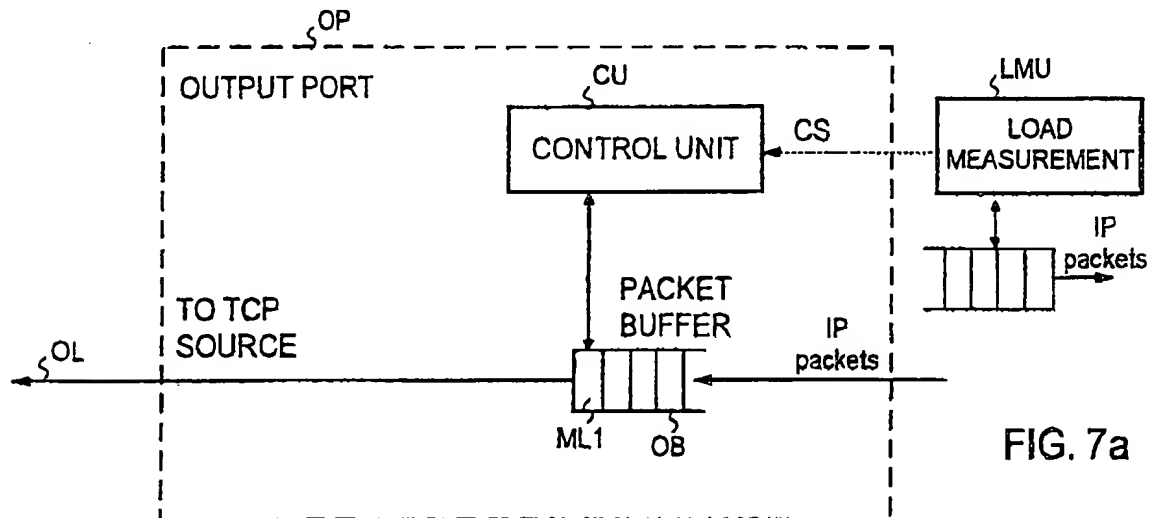 OP
OUTPUT PORT
CU
CONTROL UNIT
CS
LMU
LOAD
MEASUREMENT
IP
packets
TO TCP
SOURCE
PACKET
BUFFER
IP
packets
OL
ML1
OB
FIG. 7a